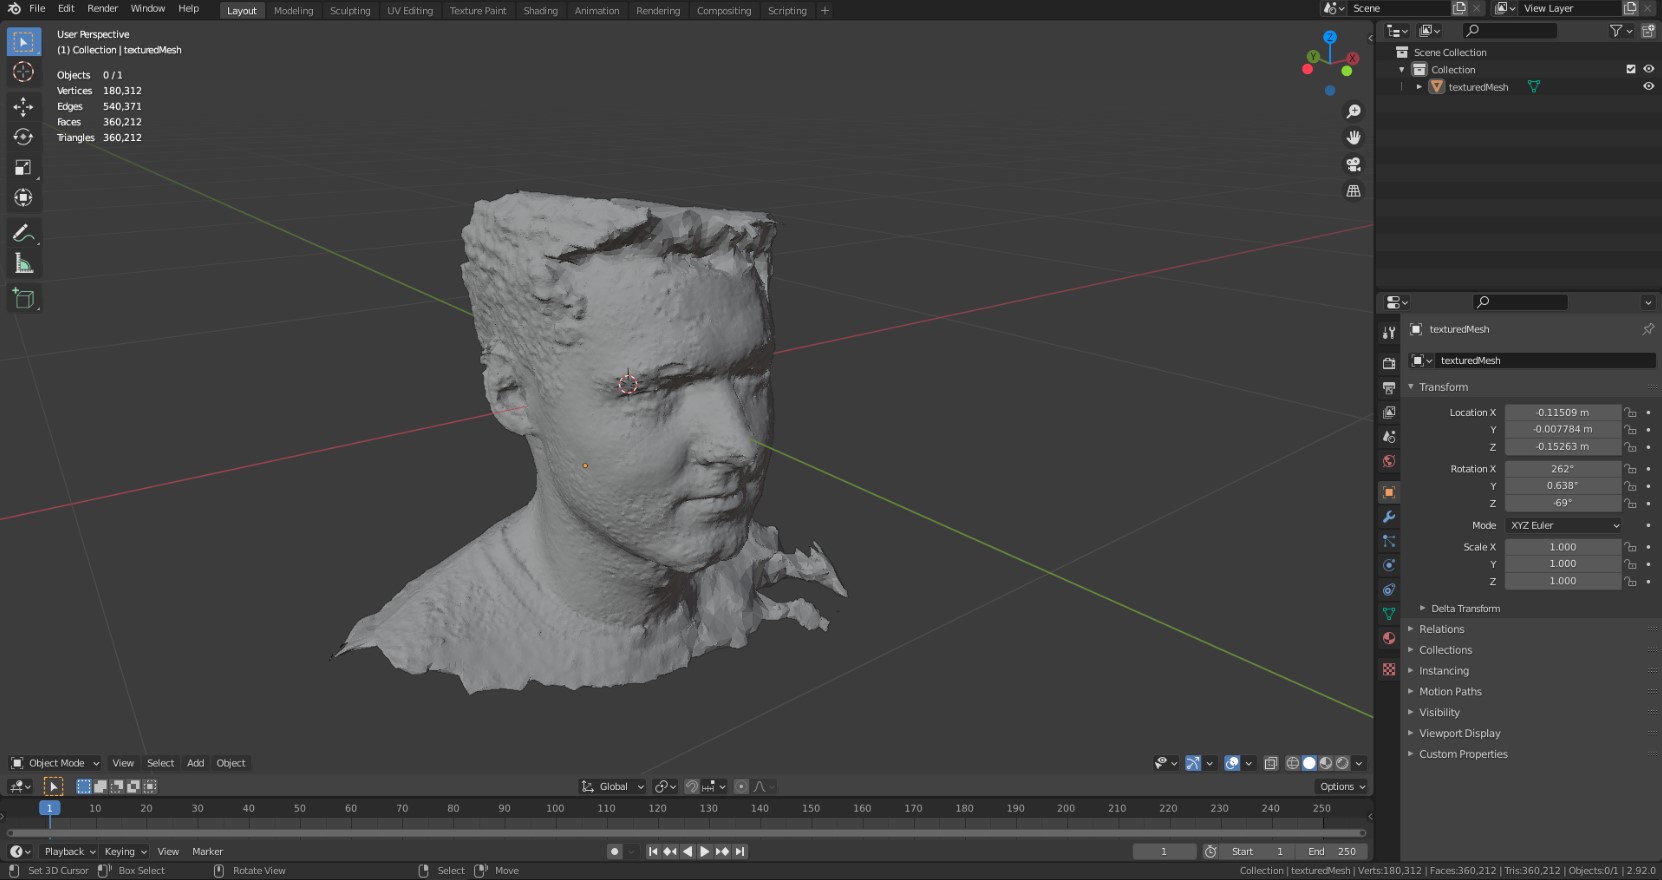 File Edit Render Window Help Layout Modeling Sculpting UV Editing Texture Paint Shading Animation Rendering Compositing Scripting + Scene View Layer
User Perspective
(1) Collection | texturedMesh
Objects 0 / 1
Vertices 180,312
Edges 540,371
Faces 360,212
Triangles 360,212
Z
Y
X
Scene Collection
Collection
texturedMesh
texturedMesh
texturedMesh
Transform
Location X -0.11509 m
Y -0.007784 m
Z -0.15263 m
Rotation X 262°
Y 0.638°
Z -69°
Mode XYZ Euler
Scale X 1.000
Y 1.000
Z 1.000
Delta Transform
Relations
Collections
Instancing
Motion Paths
Visibility
Viewport Display
Custom Properties
Object Mode View Select Add Object
Global Options
1 10 20 30 40 50 60 70 80 90 100 110 120 130 140 150 160 170 180 190 200 210 220 230 240 250
Playback Keying View Marker 1 Start 1 End 250
Set 3D Cursor Box Select Rotate View Select Move Collection | texturedMesh | Verts:180,312 | Faces:360,212 | Tris:360,212 | Objects:0/1 | 2.92.0